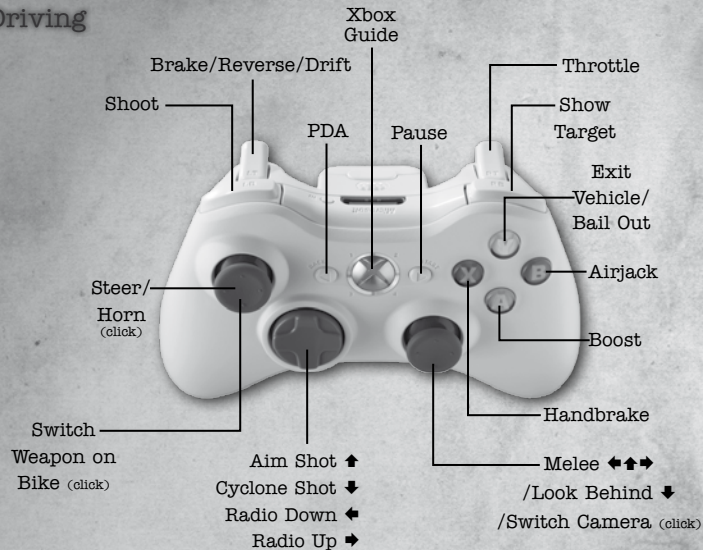 Driving
Xbox
Guide
Brake/Reverse/Drift
Throttle
Shoot
Show
Target
PDA
Pause
Exit
Vehicle/
Bail Out
X
B
Airjack
Steer/
Horn
(click)
A
Boost
Handbrake
Switch
Weapon on
Bike (click)
Aim Shot ⬆
Cyclone Shot ⬇
Radio Down ⬅
Radio Up ➡
Melee ⬅⬆➡
/Look Behind ⬇
/Switch Camera (click)